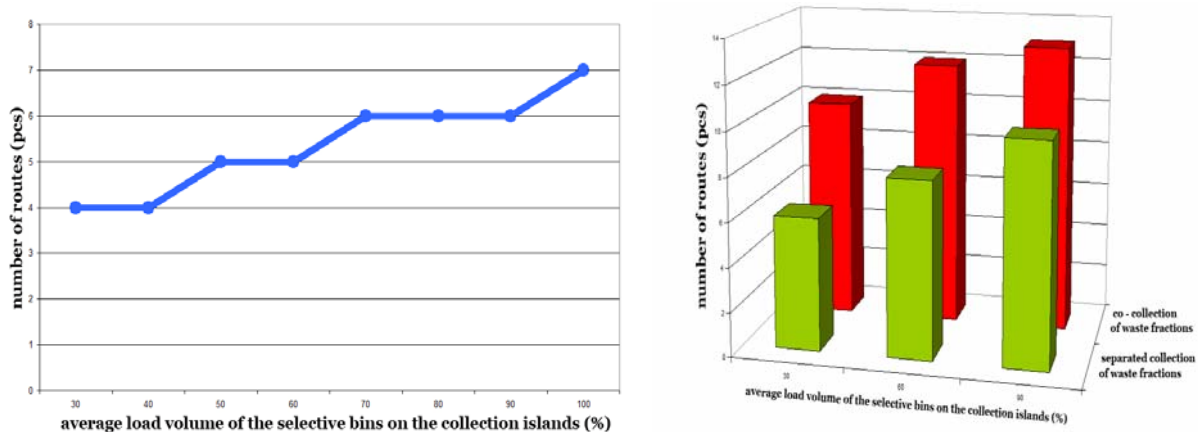 8
7
6
5
4
3
2
1
0
number of routes (pcs)
30 40 50 60 70 80 90 100
average load volume of the selective bins on the collection islands (%)
14
12
10
8
6
4
2
0
number of routes (pcs)
30 60 90
average load volume of the selective bins on the collection islands (%)
co - collection
of waste fractions
separated collection
of waste fractions